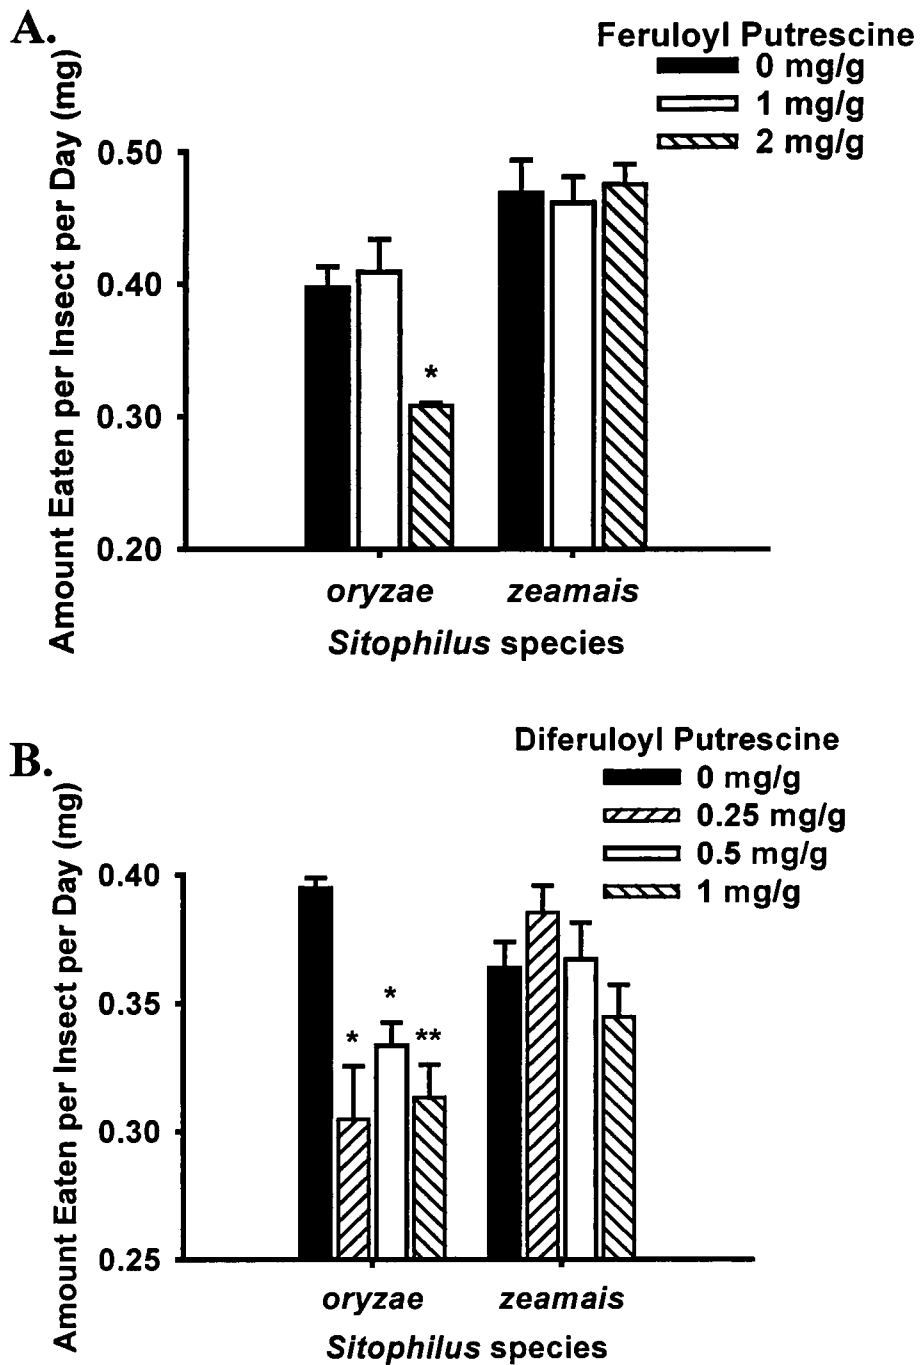 A.
Feruloyl Putrescine
0 mg/g
1 mg/g
2 mg/g
Amount Eaten per Insect per Day (mg)
0.50
0.40
0.30
0.20
*
oryzae zeamais
Sitophilus species
B.
Diferuloyl Putrescine
0 mg/g
0.25 mg/g
0.5 mg/g
1 mg/g
Amount Eaten per Insect per Day (mg)
0.40
0.35
0.30
0.25
* * **
oryzae zeamais
Sitophilus species